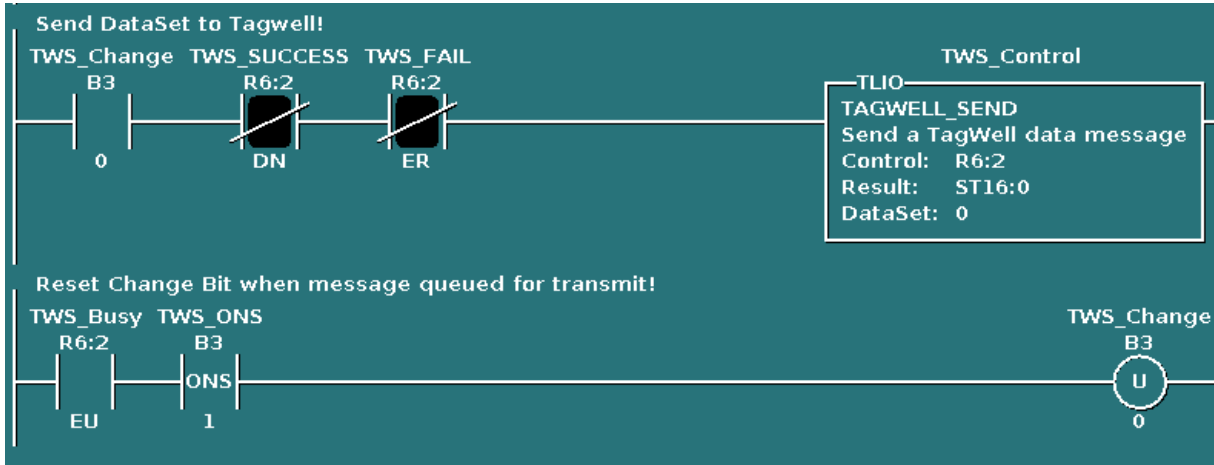 Send DataSet to Tagwell!
TWS_Change TWS_SUCCESS TWS_FAIL TWS_Control
B3 R6:2 R6:2
0 DN ER
TLIO
TAGWELL_SEND
Send a TagWell data message
Control: R6:2
Result: ST16:0
DataSet: 0
Reset Change Bit when message queued for transmit!
TWS_Busy TWS_ONS TWS_Change
R6:2 B3 B3
ONS U
EU 1 0